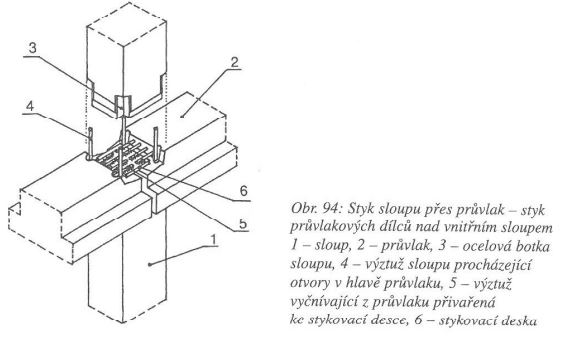 3
2
4
6
5
1
Obr. 94: Styk sloupu přes průvlak – styk
průvlakových dílců nad vnitřním sloupem
1 – sloup, 2 – průvlak, 3 – ocelová botka
sloupu, 4 – výztuž sloupu procházející
otvory v hlavě průvlaku, 5 – výztuž
vyčnívající z průvlaku přivařená
ke stykovací desce, 6 – stykovací deska